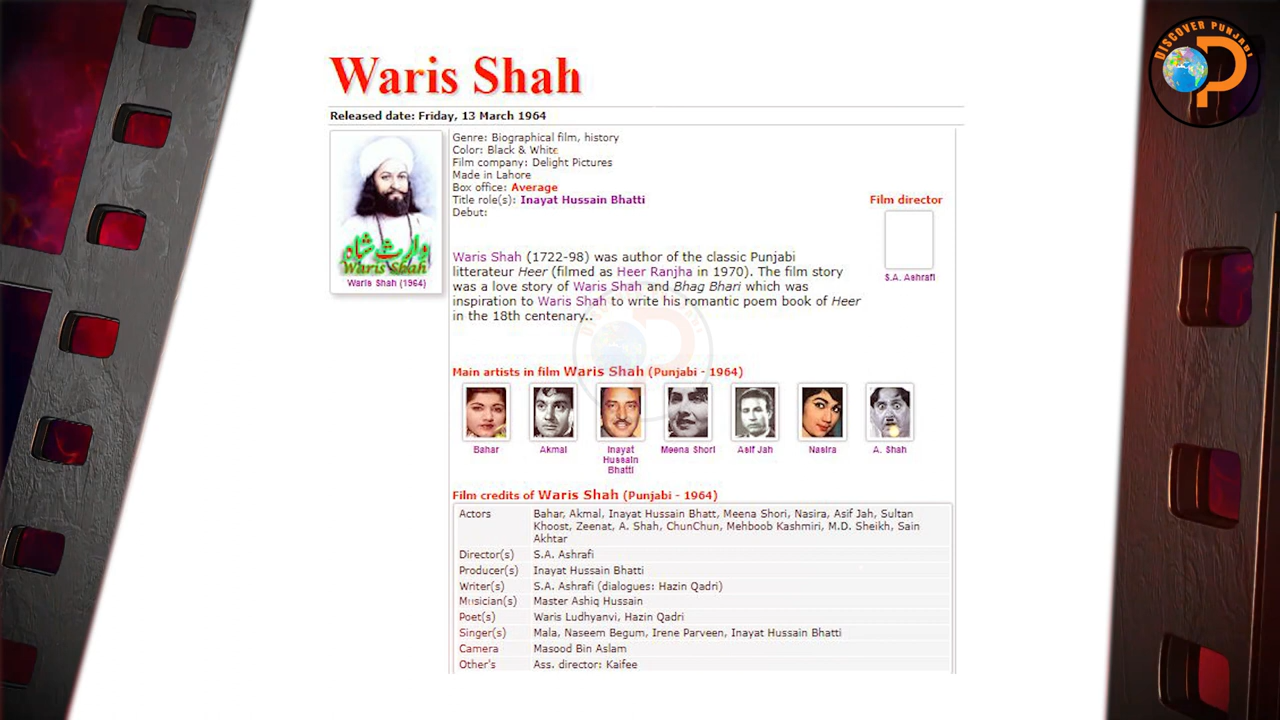 DISCOVER PUNJABI
Waris Shah
Released date: Friday, 13 March 1964
وارث شاہ
Waris Shah
Waris Shah (1964)
Genre: Biographical film, history
Color: Black & White
Film company: Delight Pictures
Made in Lahore
Box office: Average
Title role(s): Inayat Hussain Bhatti
Debut:
Film director
S.A. Ashrafi
Waris Shah (1722-98) was author of the classic Punjabi
litterateur Heer (filmed as Heer Ranjha in 1970). The film story
was a love story of Waris Shah and Bhag Bhari which was
inspiration to Waris Shah to write his romantic poem book of Heer
in the 18th centenary..
Main artists in film Waris Shah (Punjabi - 1964)
Bahar
Akmal
Inayat
Hussain
Bhatti
Meena Shori
Asif Jah
Nasira
A. Shah
Film credits of Waris Shah (Punjabi - 1964)
Actors Bahar, Akmal, Inayat Hussain Bhatt, Meena Shori, Nasira, Asif Jah, Sultan
Khoost, Zeenat, A. Shah, ChunChun, Mehboob Kashmiri, M.D. Sheikh, Sain
Akhtar
Director(s) S.A. Ashrafi
Producer(s) Inayat Hussain Bhatti
Writer(s) S.A. Ashrafi (dialogues: Hazin Qadri)
Musician(s) Master Ashiq Hussain
Poet(s) Waris Ludhyanvi, Hazin Qadri
Singer(s) Mala, Naseem Begum, Irene Parveen, Inayat Hussain Bhatti
Camera Masood Bin Aslam
Other's Ass. director: Kaifee